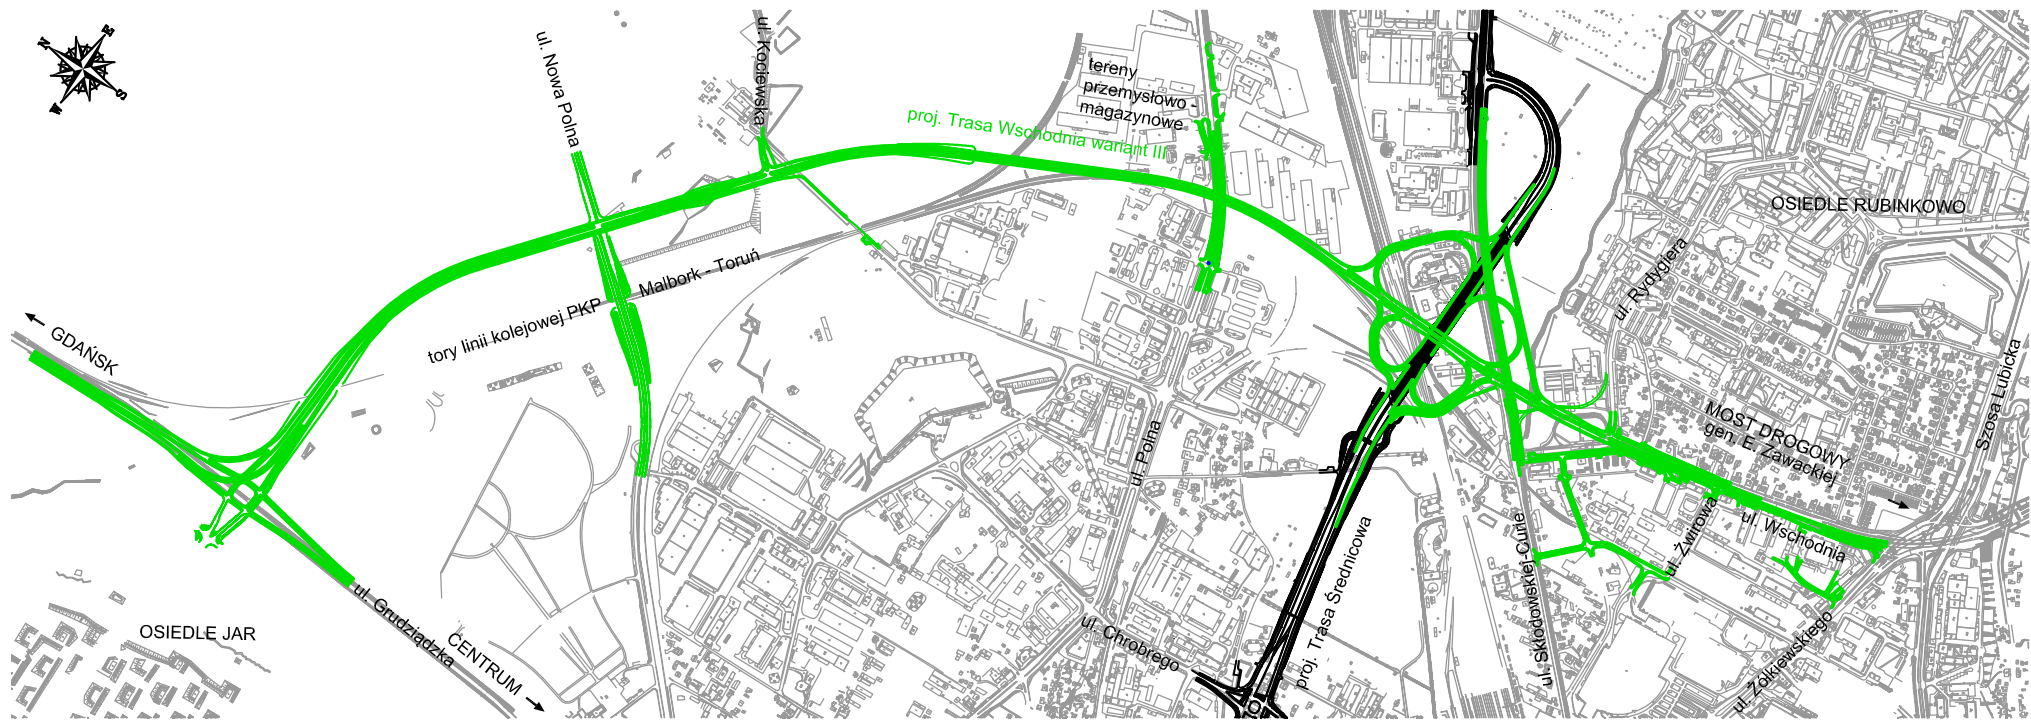 N
E
W
S
ul. Nowa Polna
ul. Kociewska
tereny
przemysłowo -
magazynowe
proj. Trasa Wschodnia wariant III
OSIEDLE RUBINKOWO
ul. Rydygiera
Malbork - Toruń
tory linii kolejowej PKP
GDAŃSK
Szosa Lubicka
MOST DROGOWY
gen. E. Zawackiej
ul. Polna
ul. Wschodnia
ul. Żwirowa
ul. Skłodowskiej-Curie
proj. Trasa Średnicowa
ul. Grudziądzka
CENTRUM
OSIEDLE JAR
ul. Chrobrego
ul. Żółkiewskiego